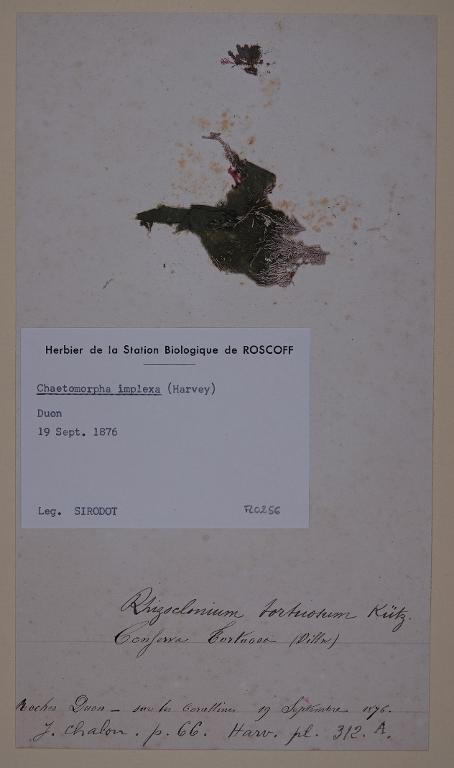 Herbier de la Station Biologique de ROSCOFF
Chaetomorpha implexa (Harvey)
Duon
19 Sept. 1876
Leg. SIRODOT
Rhizoclonium tortuosum Kütz.
Conferva tortuosa (Dillw)
Roches Duon - sur les Corallines 19 Septembre 1876.
J. Chalon. p. 66. Harv. pl. 312. A.